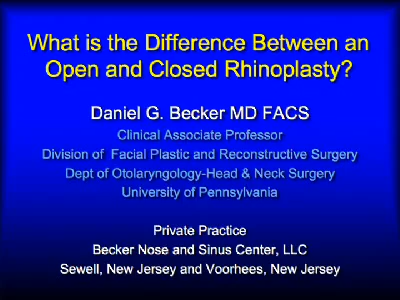 What is the Difference Between an
Open and Closed Rhinoplasty?
Daniel G. Becker MD FACS
Clinical Associate Professor
Division of Facial Plastic and Reconstructive Surgery
Dept of Otolaryngology-Head & Neck Surgery
University of Pennsylvania
Private Practice
Becker Nose and Sinus Center, LLC
Sewell, New Jersey and Voorhees, New Jersey